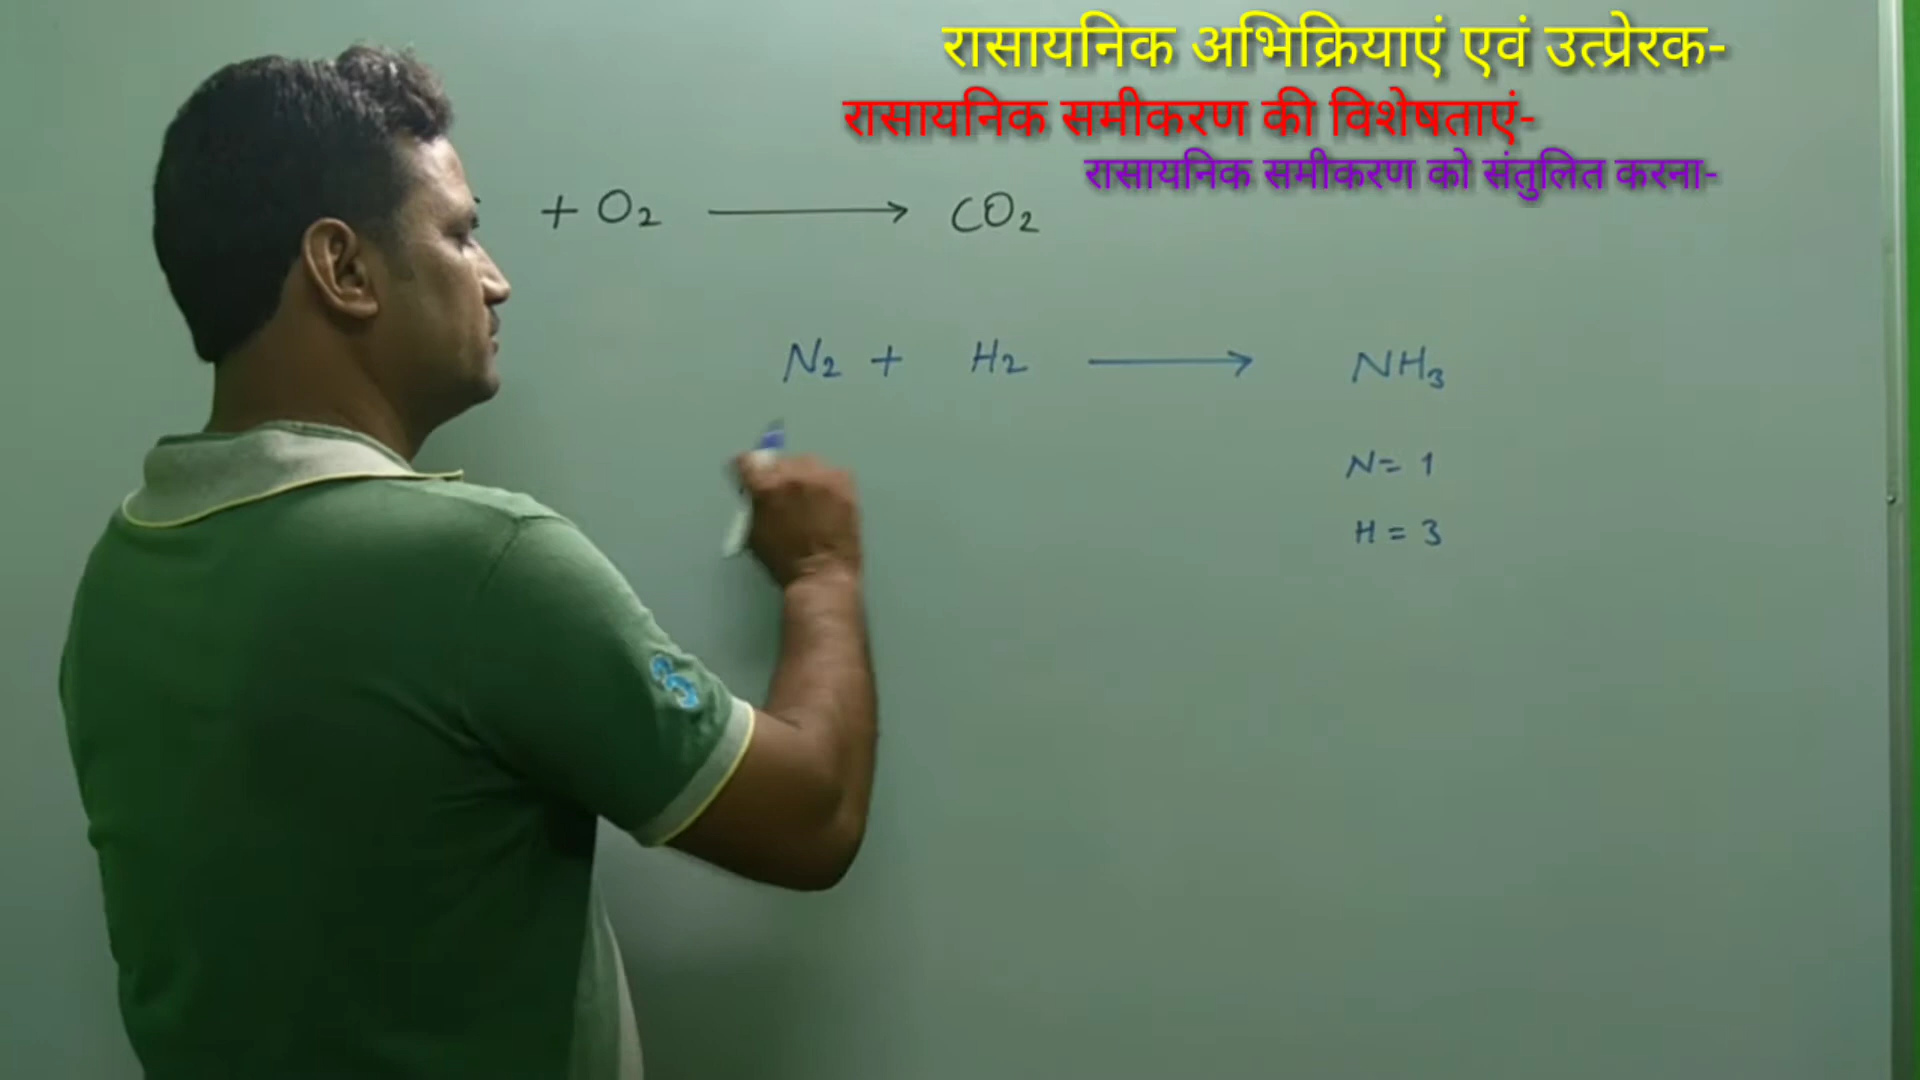 रासायनिक अभिक्रियाएं एवं उत्प्रेरक-
रासायनिक समीकरण की विशेषताएं-
रासायनिक समीकरण को संतुलित करना-
+ O₂ ⟶ CO₂
N₂ + H₂ ⟶ NH₃
N = 1
H = 3